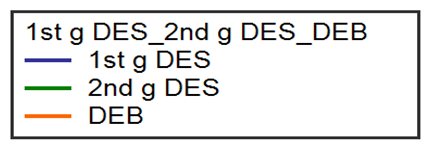 1st g DES_2nd g DES_DEB
1st g DES
2nd g DES
DEB